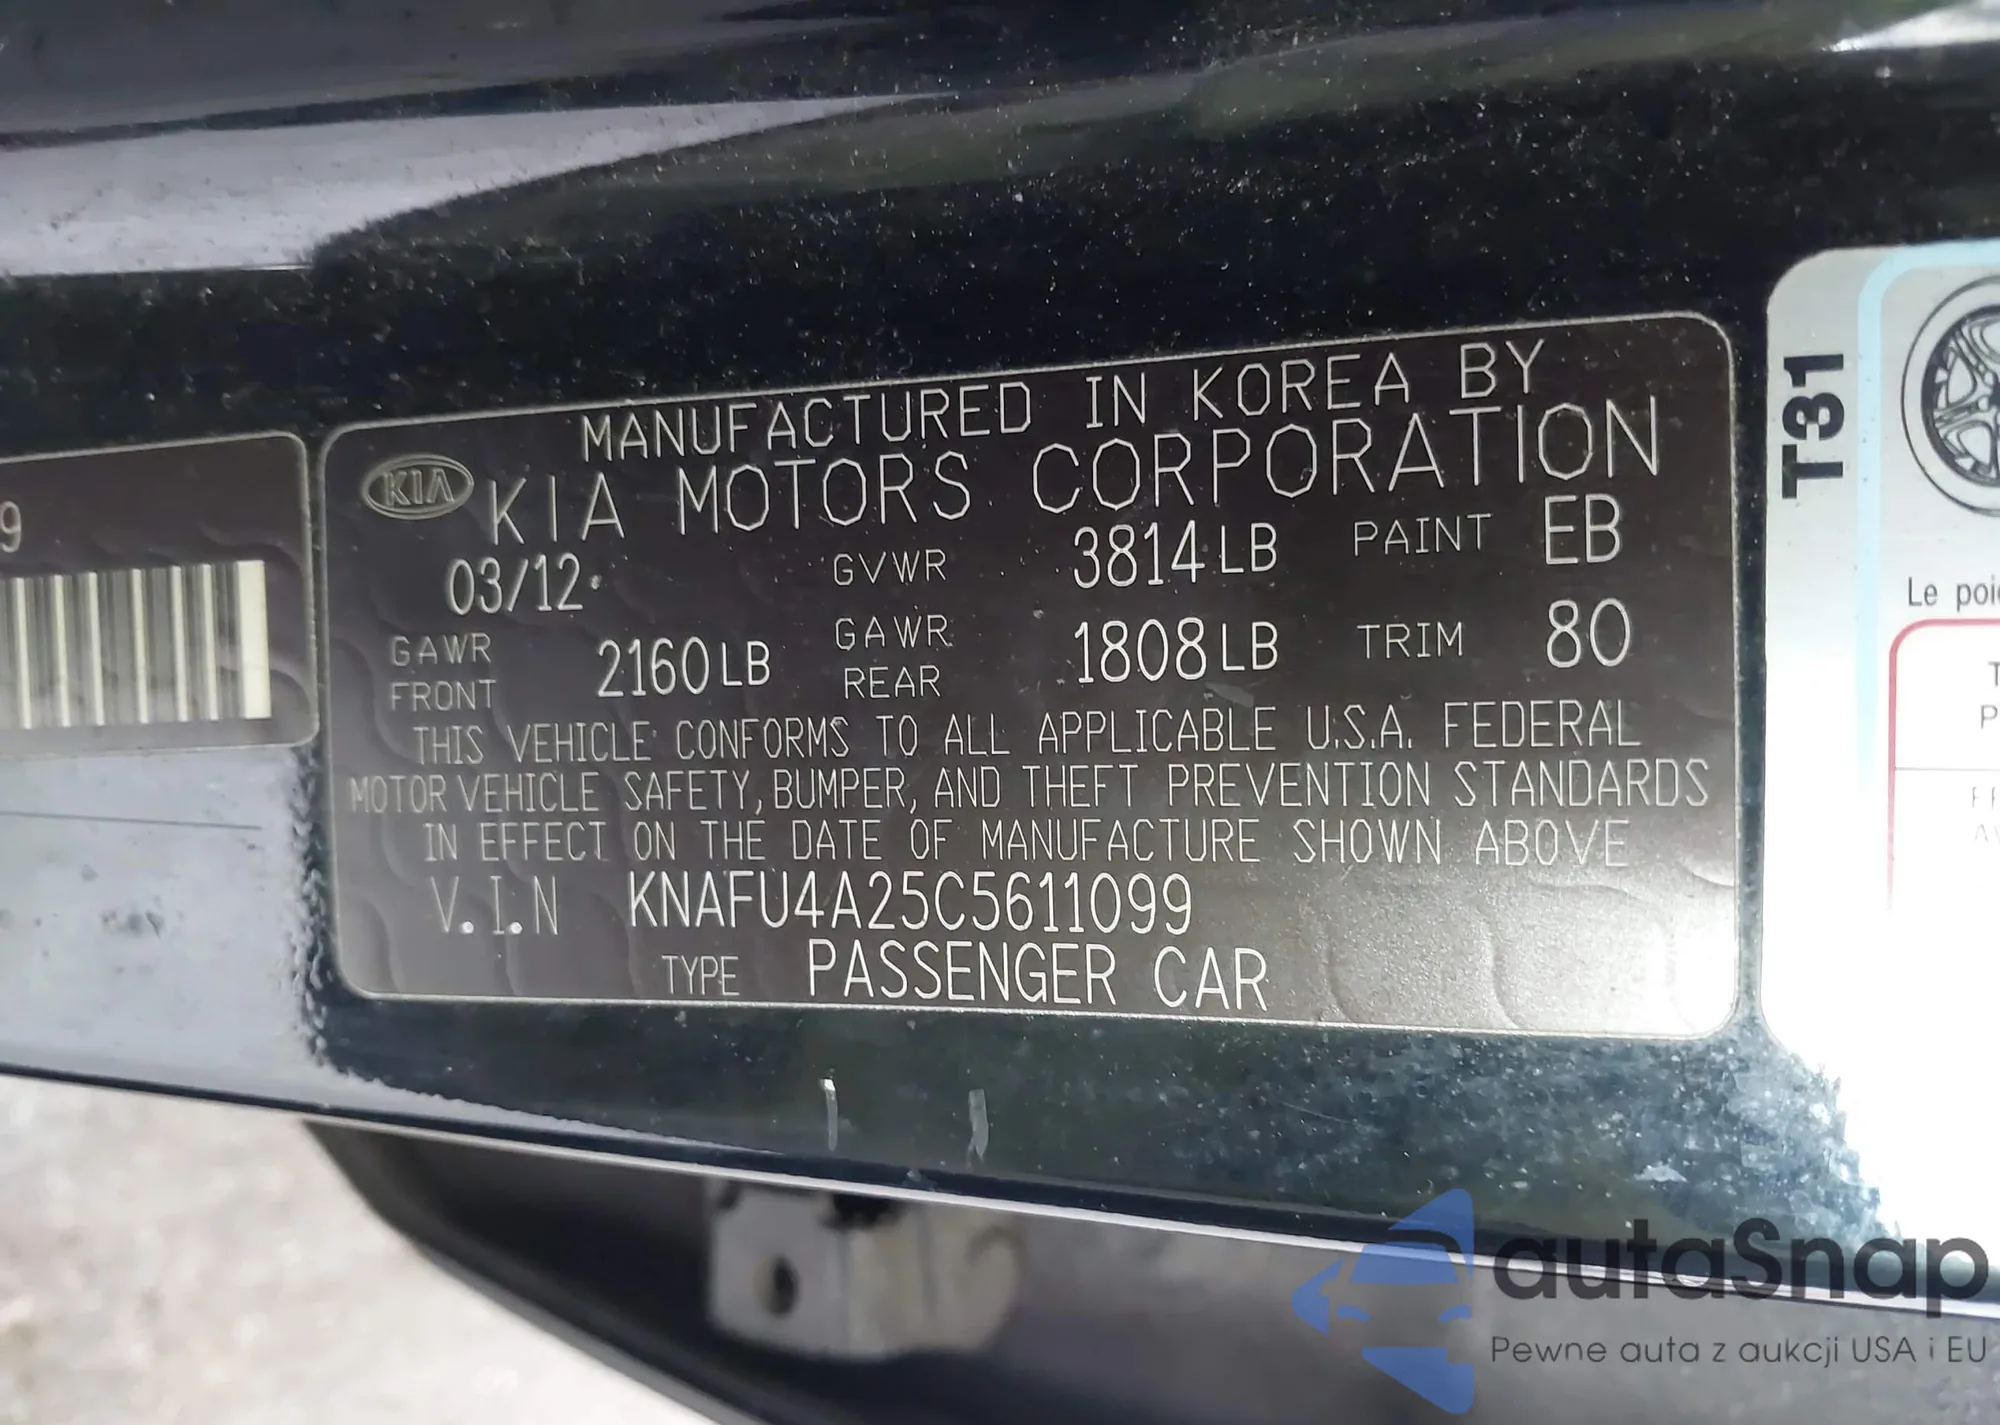 MANUFACTURED IN KOREA BY
KIA KIA MOTORS CORPORATION
03/12 GVWR 3814LB PAINT EB
GAWR FRONT 2160LB GAWR REAR 1808LB TRIM 80
THIS VEHICLE CONFORMS TO ALL APPLICABLE U.S.A. FEDERAL
MOTOR VEHICLE SAFETY, BUMPER, AND THEFT PREVENTION STANDARDS
IN EFFECT ON THE DATE OF MANUFACTURE SHOWN ABOVE
V.I.N KNAFU4A25C5611099
TYPE PASSENGER CAR
9
T31
Le
autaSnap
Pewne auta z aukcji USA i EU